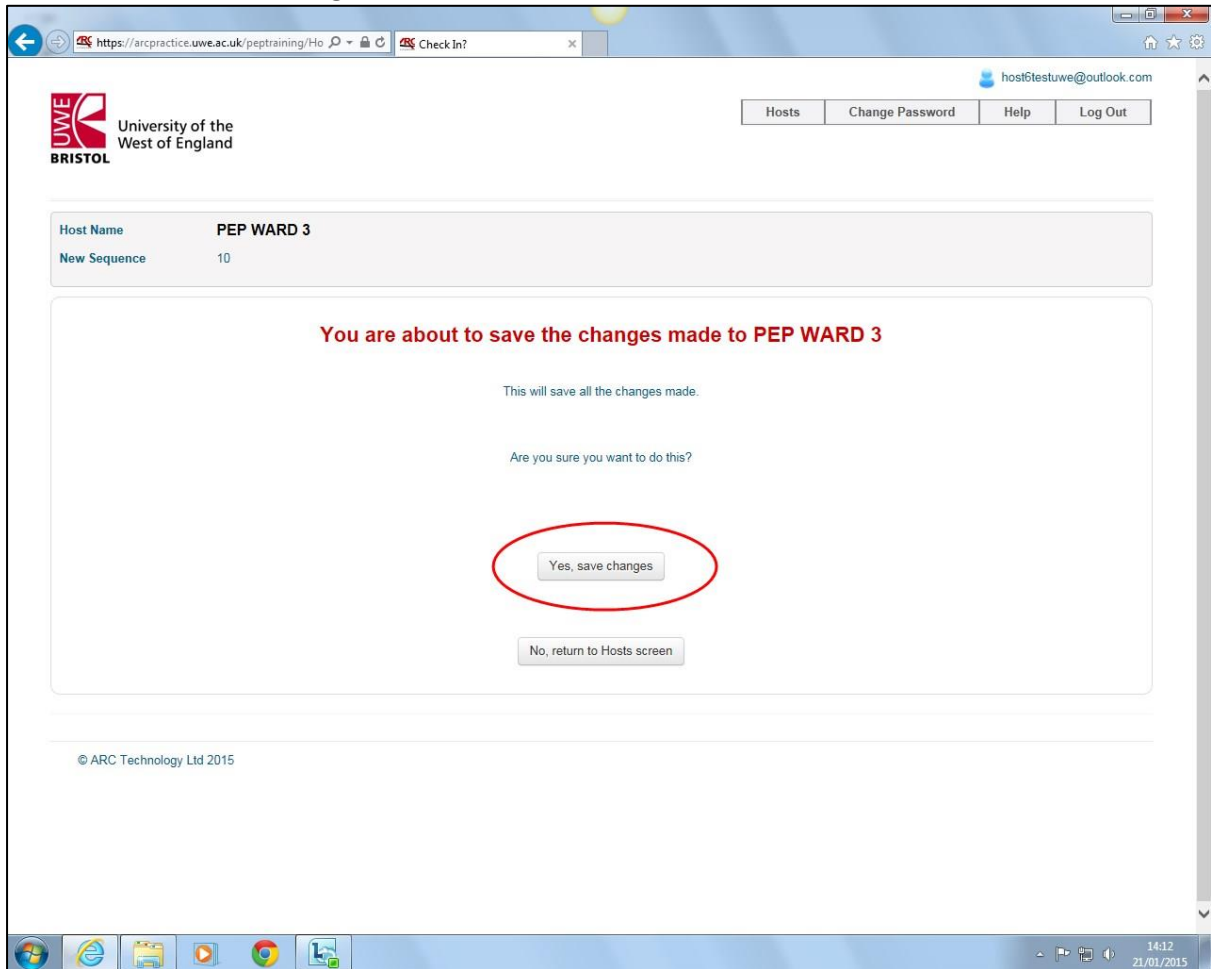 https://arcpractice.uwe.ac.uk/peptraining/Ho
Check In?
host6testuwe@outlook.com
UWE
BRISTOL
University of the
West of England
Hosts
Change Password
Help
Log Out
Host Name PEP WARD 3
New Sequence 10
You are about to save the changes made to PEP WARD 3
This will save all the changes made.
Are you sure you want to do this?
Yes, save changes
No, return to Hosts screen
© ARC Technology Ltd 2015
14:12
21/01/2015